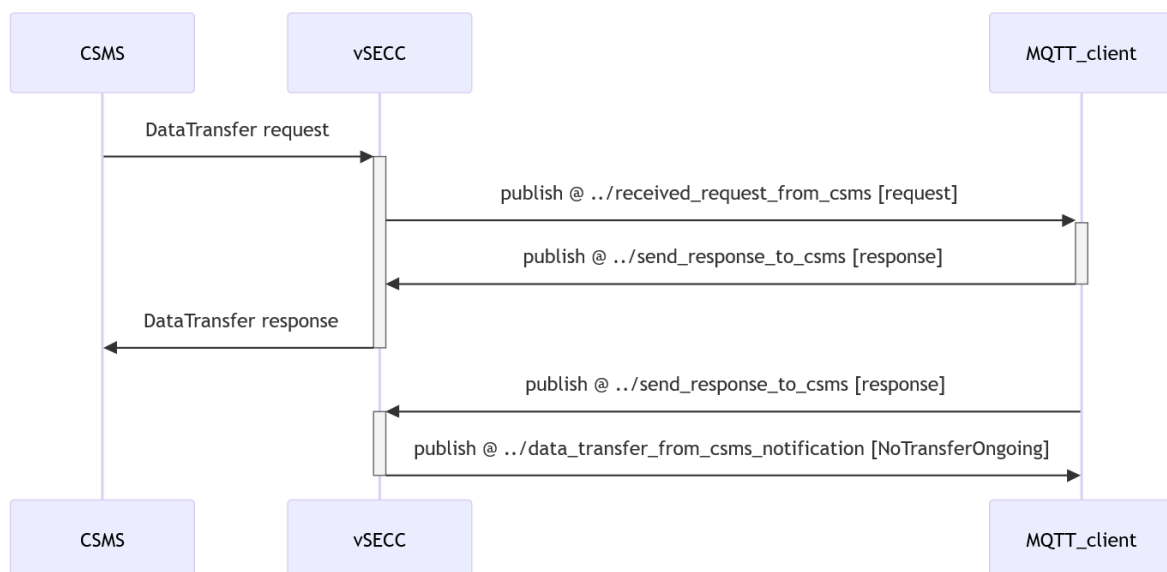 CSMS
vSECC
MQTT_client
DataTransfer request
publish @ ../received_request_from_csms [request]
publish @ ../send_response_to_csms [response]
DataTransfer response
publish @ ../send_response_to_csms [response]
publish @ ../data_transfer_from_csms_notification [NoTransferOngoing]
CSMS
vSECC
MQTT_client